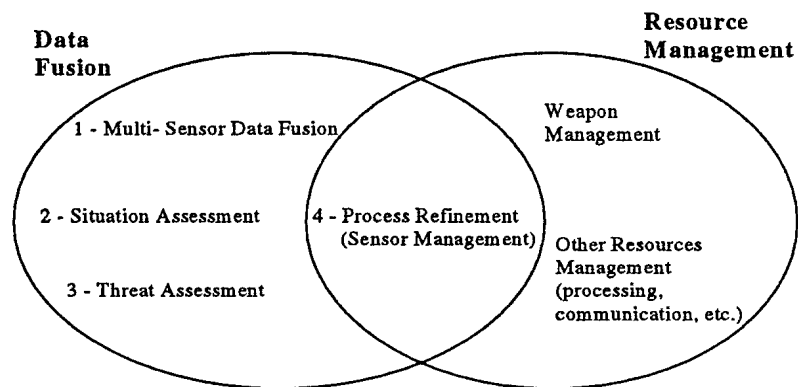 Data
Fusion
Resource
Management
1 - Multi- Sensor Data Fusion
2 - Situation Assessment
3 - Threat Assessment
4 - Process Refinement
(Sensor Management)
Weapon
Management
Other Resources
Management
(processing,
communication, etc.)